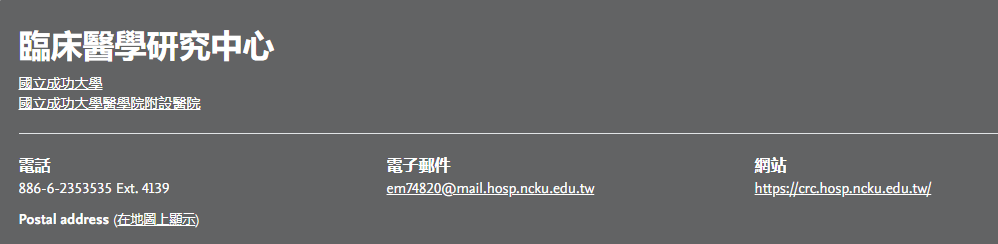 臨床醫學研究中心
國立成功大學
國立成功大學醫學院附設醫院
電話
886-6-2353535 Ext. 4139
電子郵件
em74820@mail.hosp.ncku.edu.tw
網站
https://crc.hosp.ncku.edu.tw/
Postal address (在地圖上顯示)